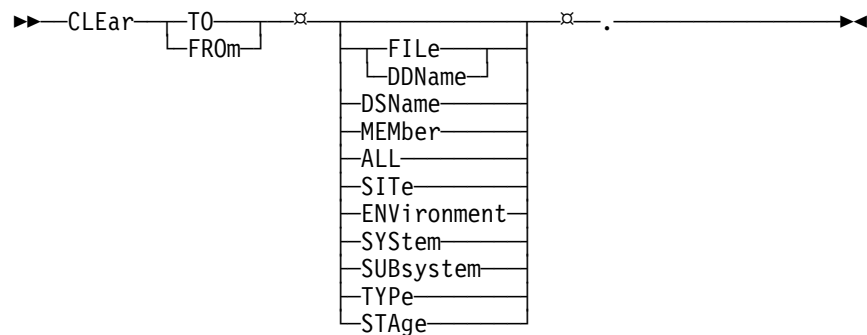 ►►──CLEar──TO──¤──¤──.──►◄
FROm
FILe
DDName
DSName
MEMber
ALL
SITe
ENVironment
SYStem
SUBsystem
TYPe
STAge